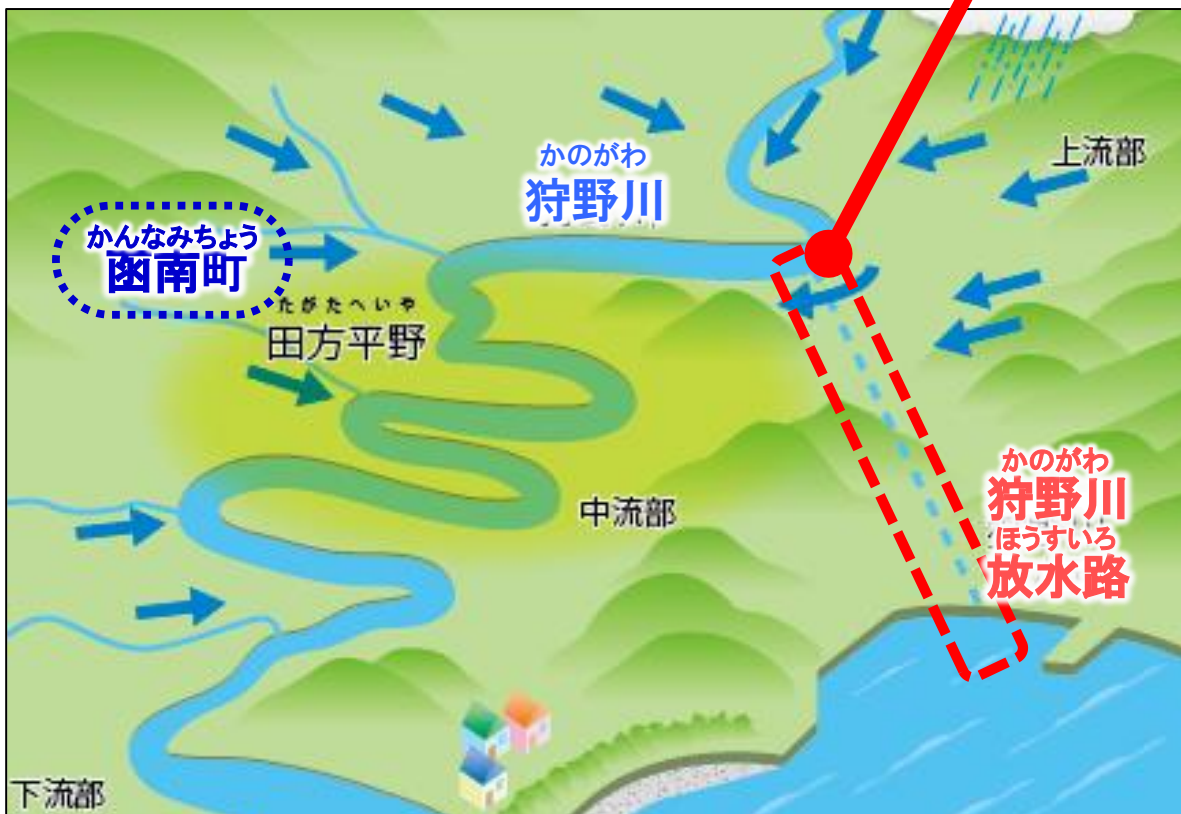 上流部
かのがわ
狩野川
かんなみちょう
函南町
たがたへいや
田方平野
中流部
かのがわ
狩野川
ほうすいろ
放水路
下流部